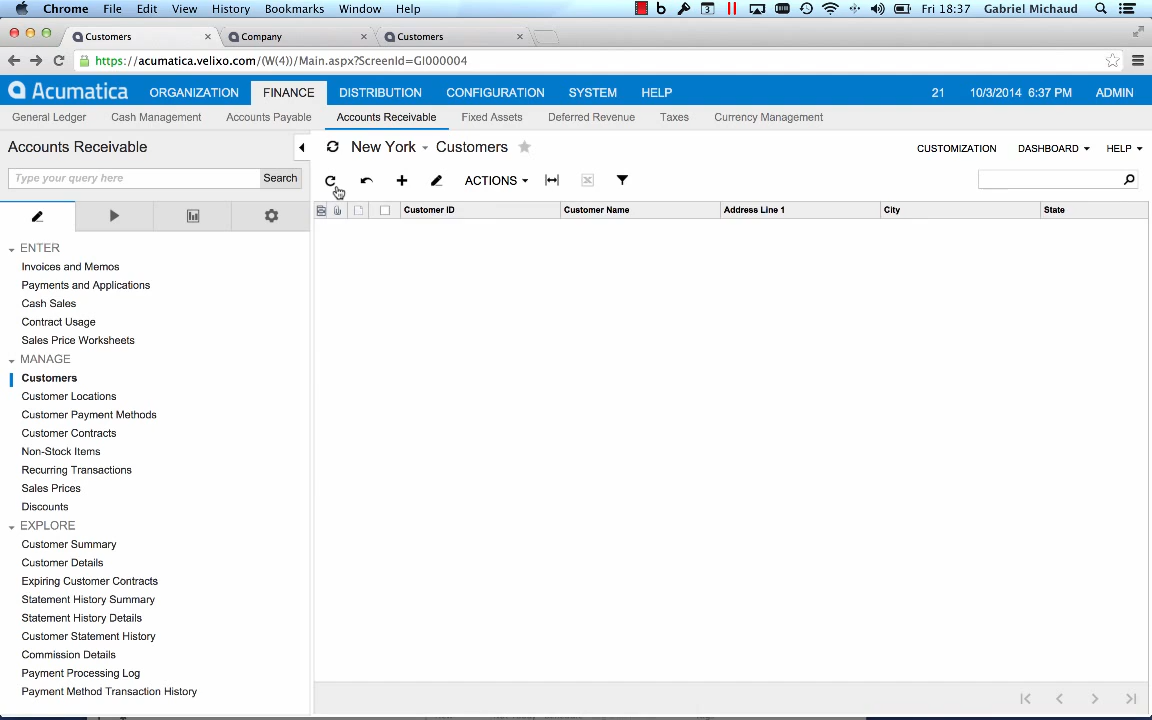 Chrome File Edit View History Bookmarks Window Help 3 Fri 18:37 Gabriel Michaud
Customers Company Customers
https://acumatica.velixo.com/(W(4))/Main.aspx?ScreenId=GI000004
Acumatica ORGANIZATION FINANCE DISTRIBUTION CONFIGURATION SYSTEM HELP 21 10/3/2014 6:37 PM ADMIN
General Ledger Cash Management Accounts Payable Accounts Receivable Fixed Assets Deferred Revenue Taxes Currency Management
Accounts Receivable New York Customers CUSTOMIZATION DASHBOARD HELP
Type your query here Search ACTIONS
Customer ID Customer Name Address Line 1 City State
ENTER
Invoices and Memos
Payments and Applications
Cash Sales
Contract Usage
Sales Price Worksheets
MANAGE
Customers
Customer Locations
Customer Payment Methods
Customer Contracts
Non-Stock Items
Recurring Transactions
Sales Prices
Discounts
EXPLORE
Customer Summary
Customer Details
Expiring Customer Contracts
Statement History Summary
Statement History Details
Customer Statement History
Commission Details
Payment Processing Log
Payment Method Transaction History